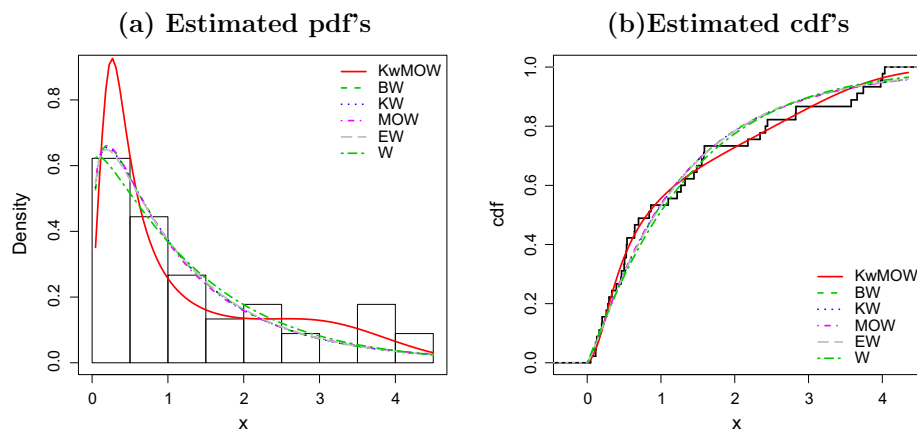 (a) Estimated pdf's
(b)Estimated cdf's
Density
0.0
0.2
0.4
0.6
0.8
KwMOW
BW
KW
MOW
EW
W
0
1
2
3
4
x
cdf
0.0
0.2
0.4
0.6
0.8
1.0
KwMOW
BW
KW
MOW
EW
W
0
1
2
3
4
x